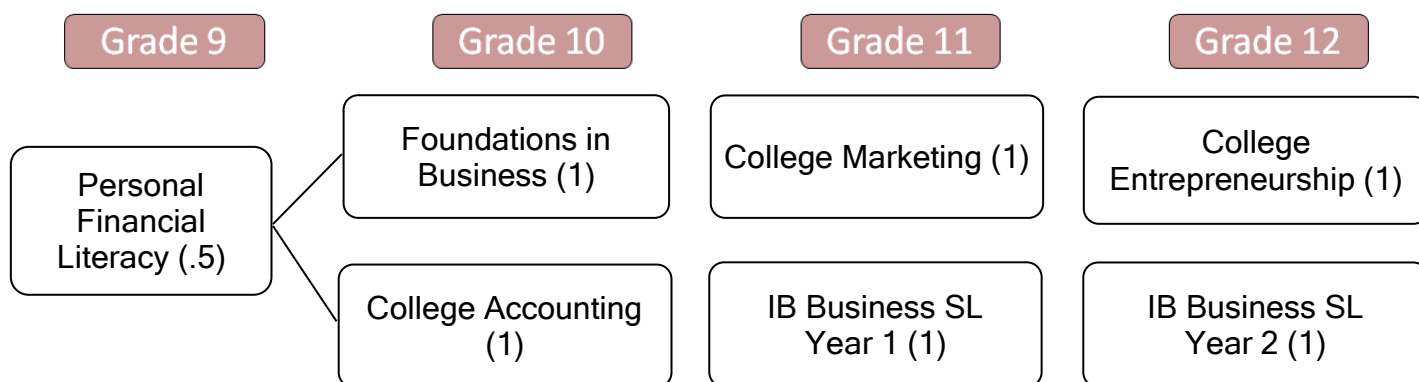 Grade 9
Grade 10
Grade 11
Grade 12
Personal
Financial
Literacy (.5)
Foundations in
Business (1)
College Accounting
(1)
College Marketing (1)
IB Business SL
Year 1 (1)
College
Entrepreneurship (1)
IB Business SL
Year 2 (1)